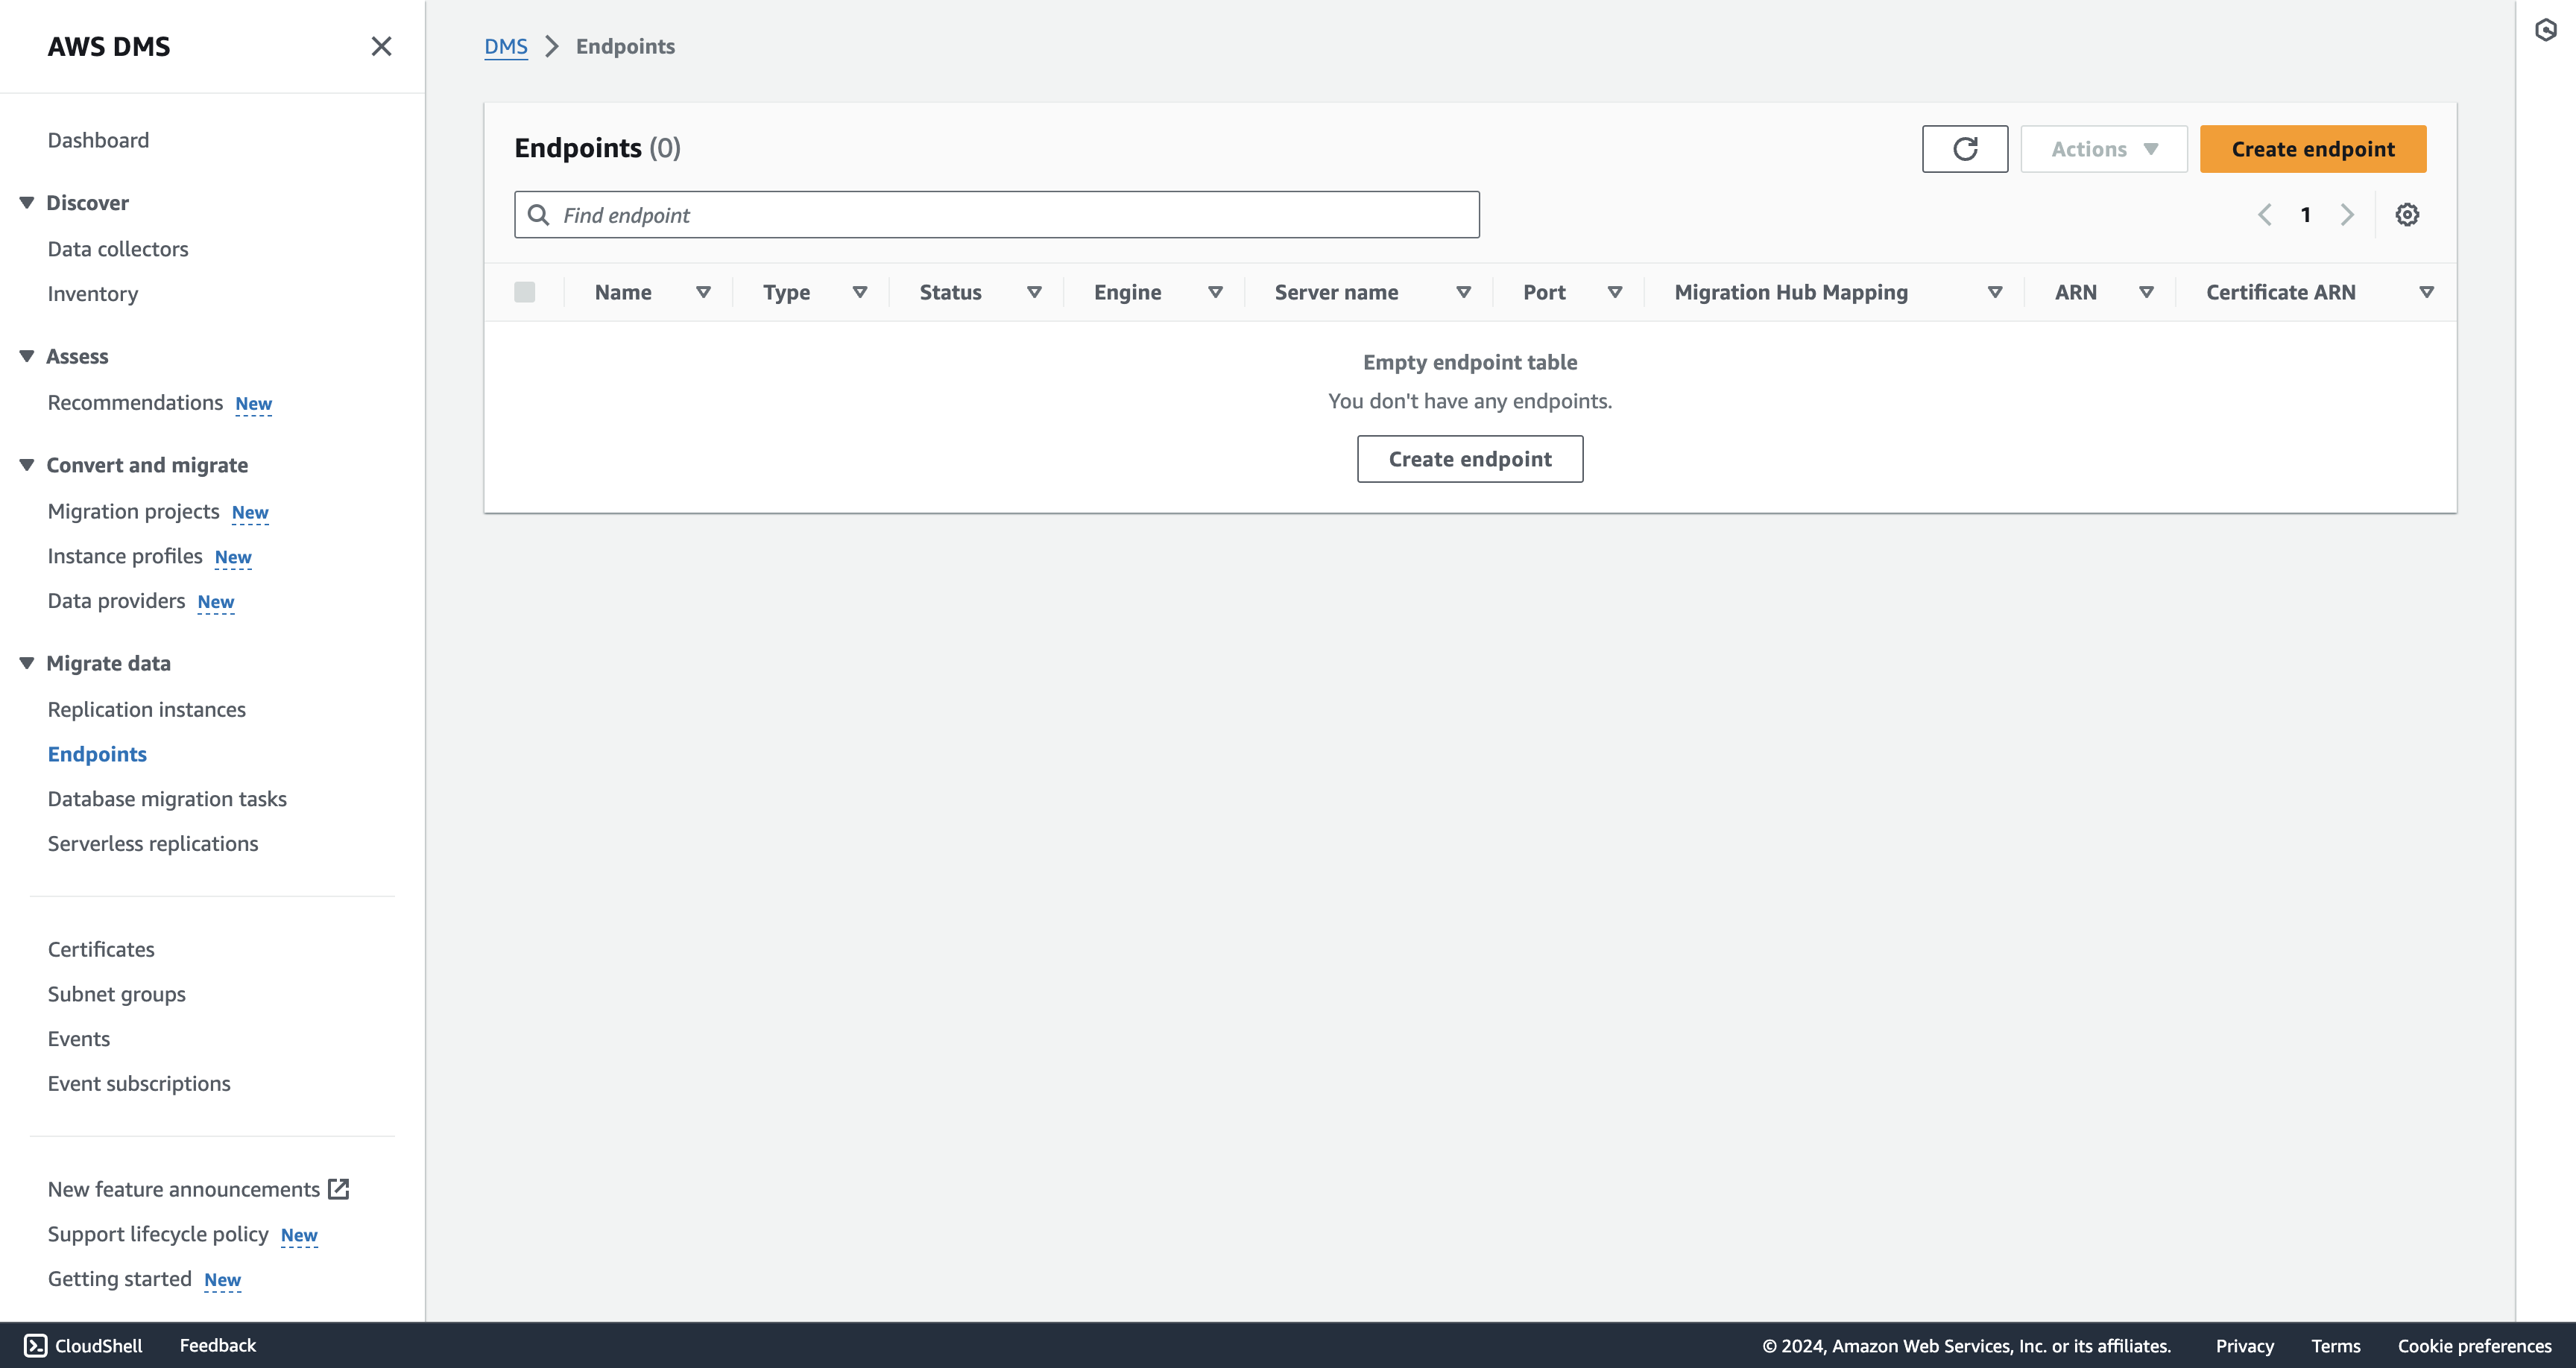 AWS DMS
Dashboard
Discover
Data collectors
Inventory
Assess
Recommendations New
Convert and migrate
Migration projects New
Instance profiles New
Data providers New
Migrate data
Replication instances
Endpoints
Database migration tasks
Serverless replications
Certificates
Subnet groups
Events
Event subscriptions
New feature announcements
Support lifecycle policy New
Getting started New
DMS Endpoints
Endpoints (0)
Actions Create endpoint
Find endpoint
1
Name Type Status Engine Server name Port Migration Hub Mapping ARN Certificate ARN
Empty endpoint table
You don't have any endpoints.
Create endpoint
CloudShell Feedback © 2024, Amazon Web Services, Inc. or its affiliates. Privacy Terms Cookie preferences